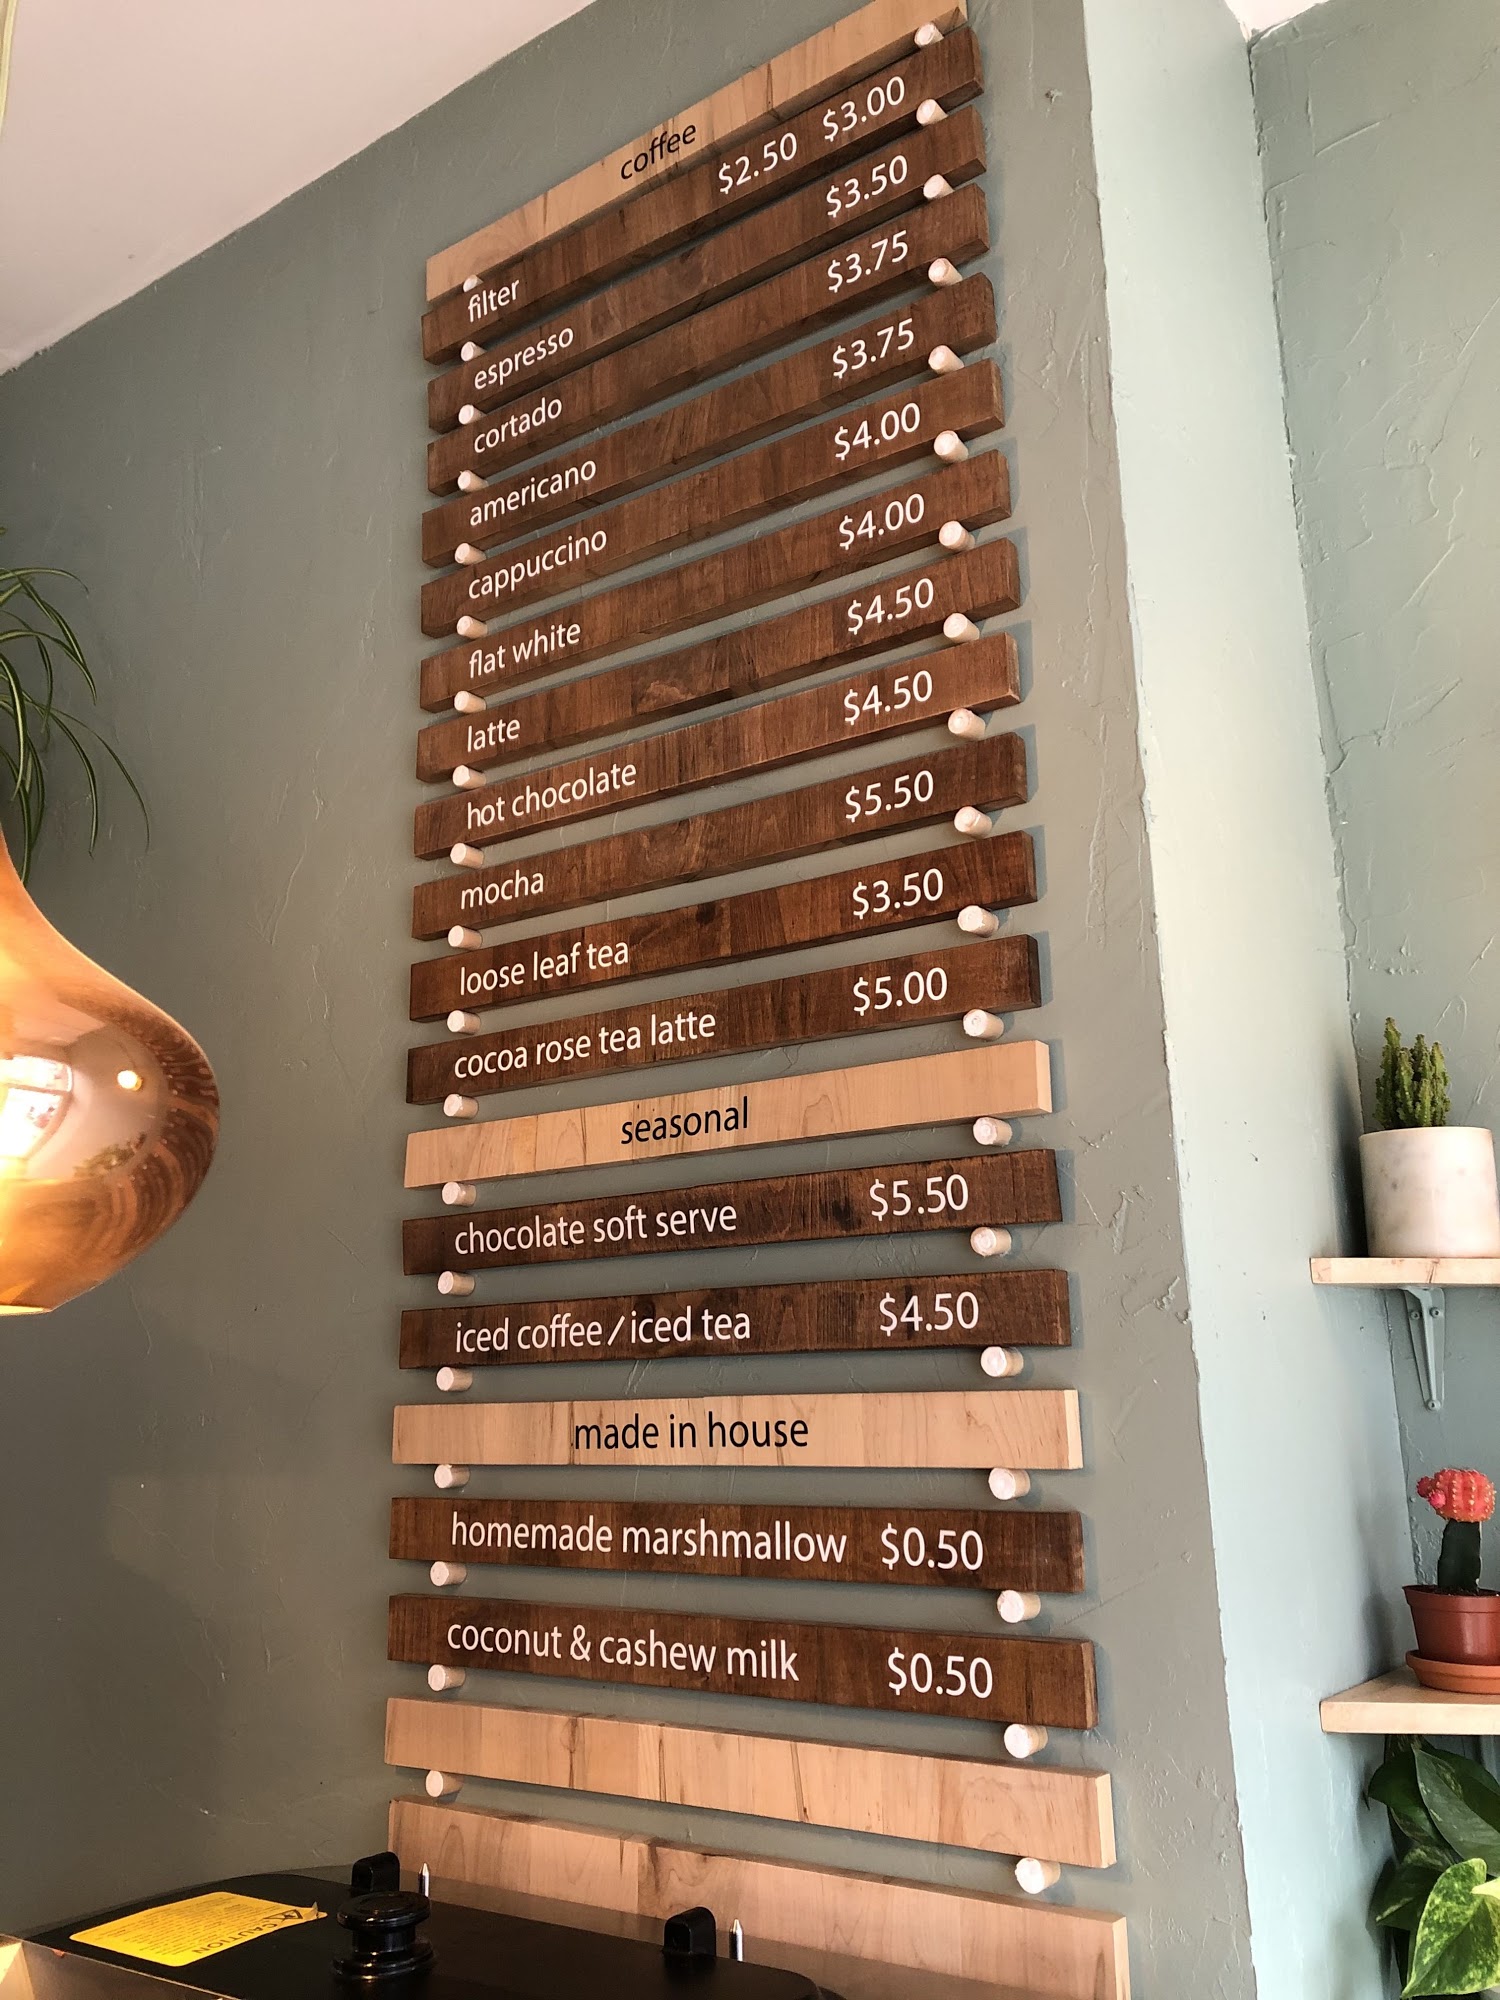 coffee
filter $2.50 $3.00
espresso $3.50
cortado $3.75
americano $3.75
cappuccino $4.00
flat white $4.00
latte $4.50
hot chocolate $4.50
mocha $5.50
loose leaf tea $3.50
cocoa rose tea latte $5.00
seasonal
chocolate soft serve $5.50
iced coffee/iced tea $4.50
made in house
homemade marshmallow $0.50
coconut & cashew milk $0.50
CAUTION